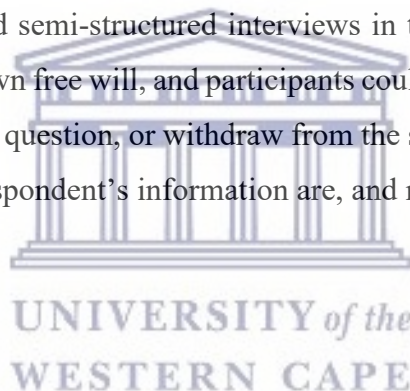 d semi-structured interviews in t
wn free will, and participants coul
question, or withdraw from the s
spondent's information are, and r
UNIVERSITY of the
WESTERN CAPE